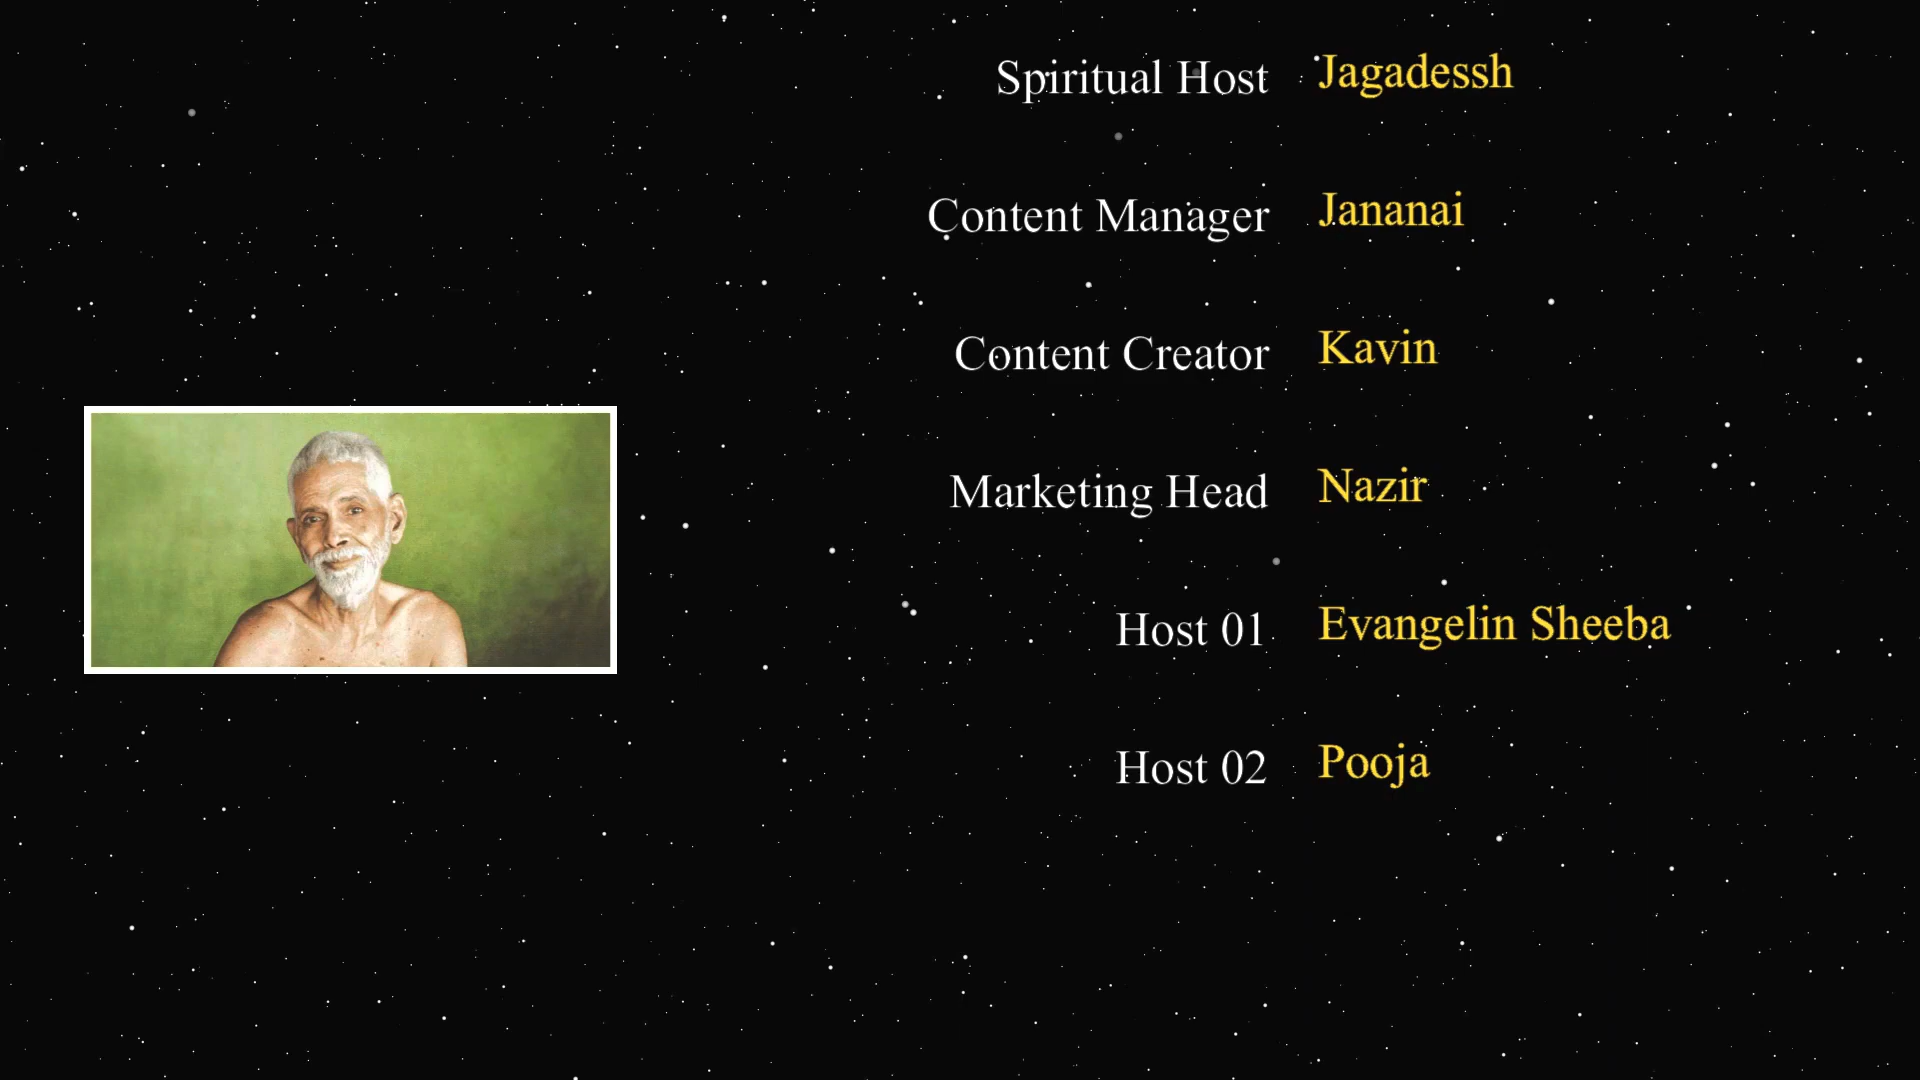 Spiritual Host Jagadessh
Content Manager Jananai
Content Creator Kavin
Marketing Head Nazir
Host 01 Evangelin Sheeba
Host 02 Pooja